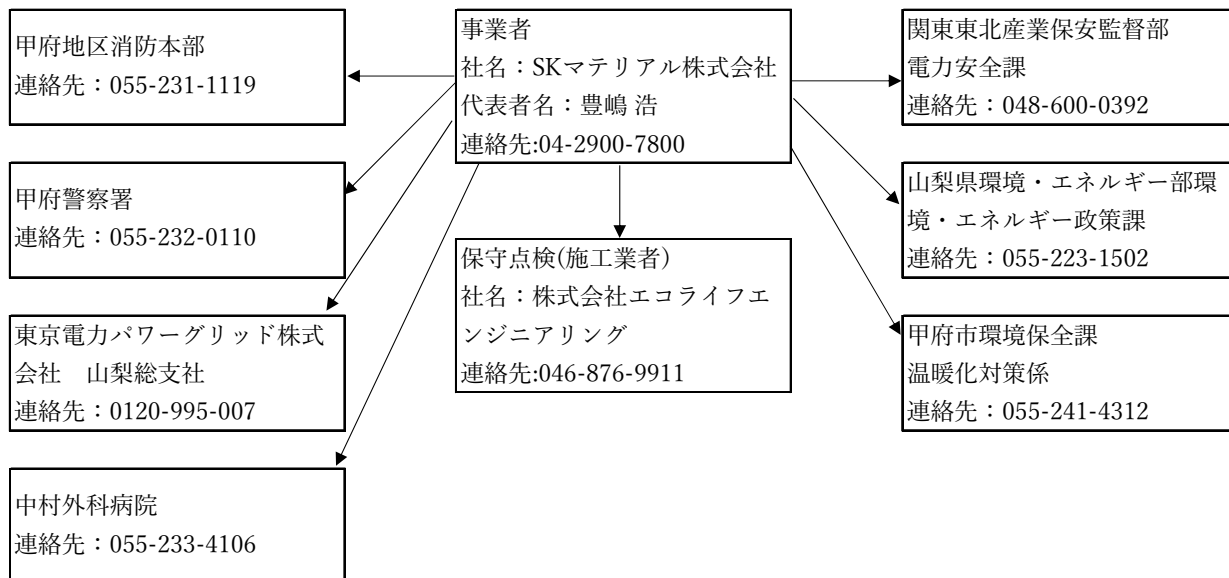 甲府地区消防本部
連絡先：055-231-1119
甲府警察署
連絡先：055-232-0110
東京電力パワーグリッド株式
会社　山梨総支社
連絡先：0120-995-007
中村外科病院
連絡先：055-233-4106
事業者
社名：SKマテリアル株式会社
代表者名：豊嶋 浩
連絡先:04-2900-7800
保守点検(施工業者)
社名：株式会社エコライフエ
ンジニアリング
連絡先:046-876-9911
関東東北産業保安監督部
電力安全課
連絡先：048-600-0392
山梨県環境・エネルギー部環
境・エネルギー政策課
連絡先：055-223-1502
甲府市環境保全課
温暖化対策係
連絡先：055-241-4312